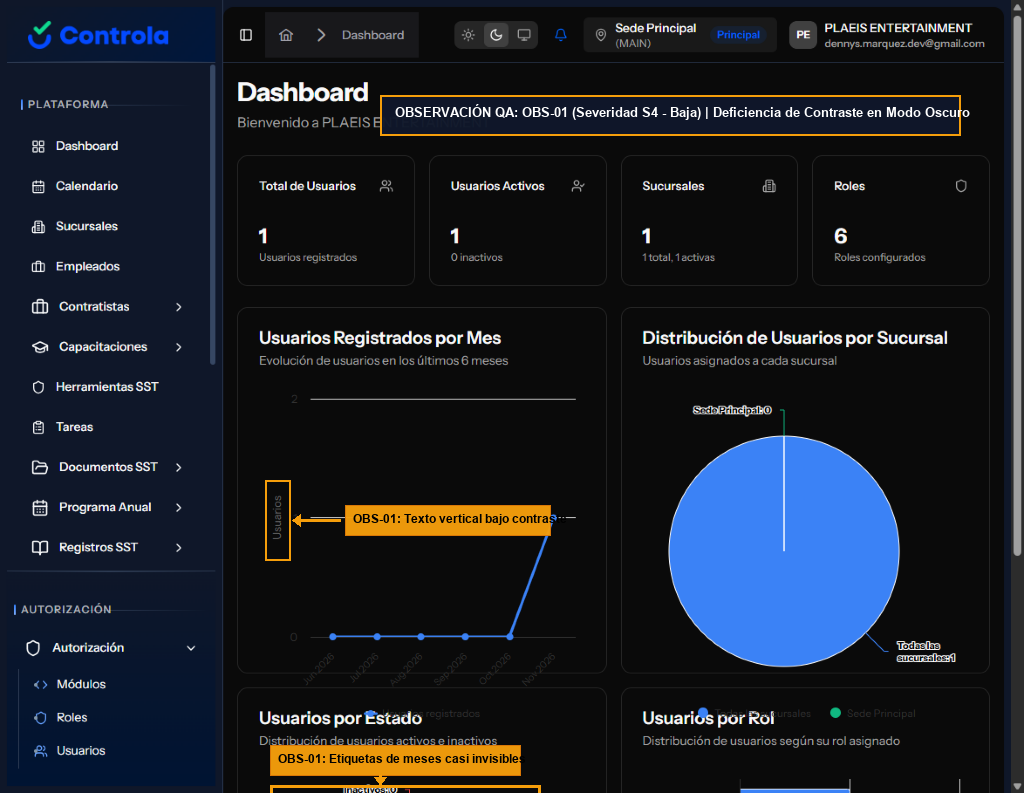 Controla
Dashboard
Sede Principal
(MAIN)
Principal
PE
PLAEIS ENTERTAINMENT
dennys.marquez.dev@gmail.com
PLATAFORMA
Dashboard
Calendario
Sucursales
Empleados
Contratistas
Capacitaciones
Herramientas SST
Tareas
Documentos SST
Programa Anual
Registros SST
AUTORIZACIÓN
Autorización
Módulos
Roles
Usuarios
Dashboard
Bienvenido a PLAEIS E
OBSERVACIÓN QA: OBS-01 (Severidad S4 - Baja) | Deficiencia de Contraste en Modo Oscuro
Total de Usuarios
1
Usuarios registrados
Usuarios Activos
1
0 inactivos
Sucursales
1
1 total, 1 activas
Roles
6
Roles configurados
Usuarios Registrados por Mes
Evolución de usuarios en los últimos 6 meses
2
Usuarios
OBS-01: Texto vertical bajo contras
0
Jun 2026
Jul 2026
Aug 2026
Sep 2026
Oct 2026
Nov 2026
registrados
Distribución de Usuarios por Sucursal
Usuarios asignados a cada sucursal
Sede Principal: 0
Todas las
sucursales: 1
sucursales
Sede Principal
Usuarios por Estado
Distribución de usuarios activos e inactivos
OBS-01: Etiquetas de meses casi invisibles
Inactivos: 0
Usuarios por Rol
Distribución de usuarios según su rol asignado